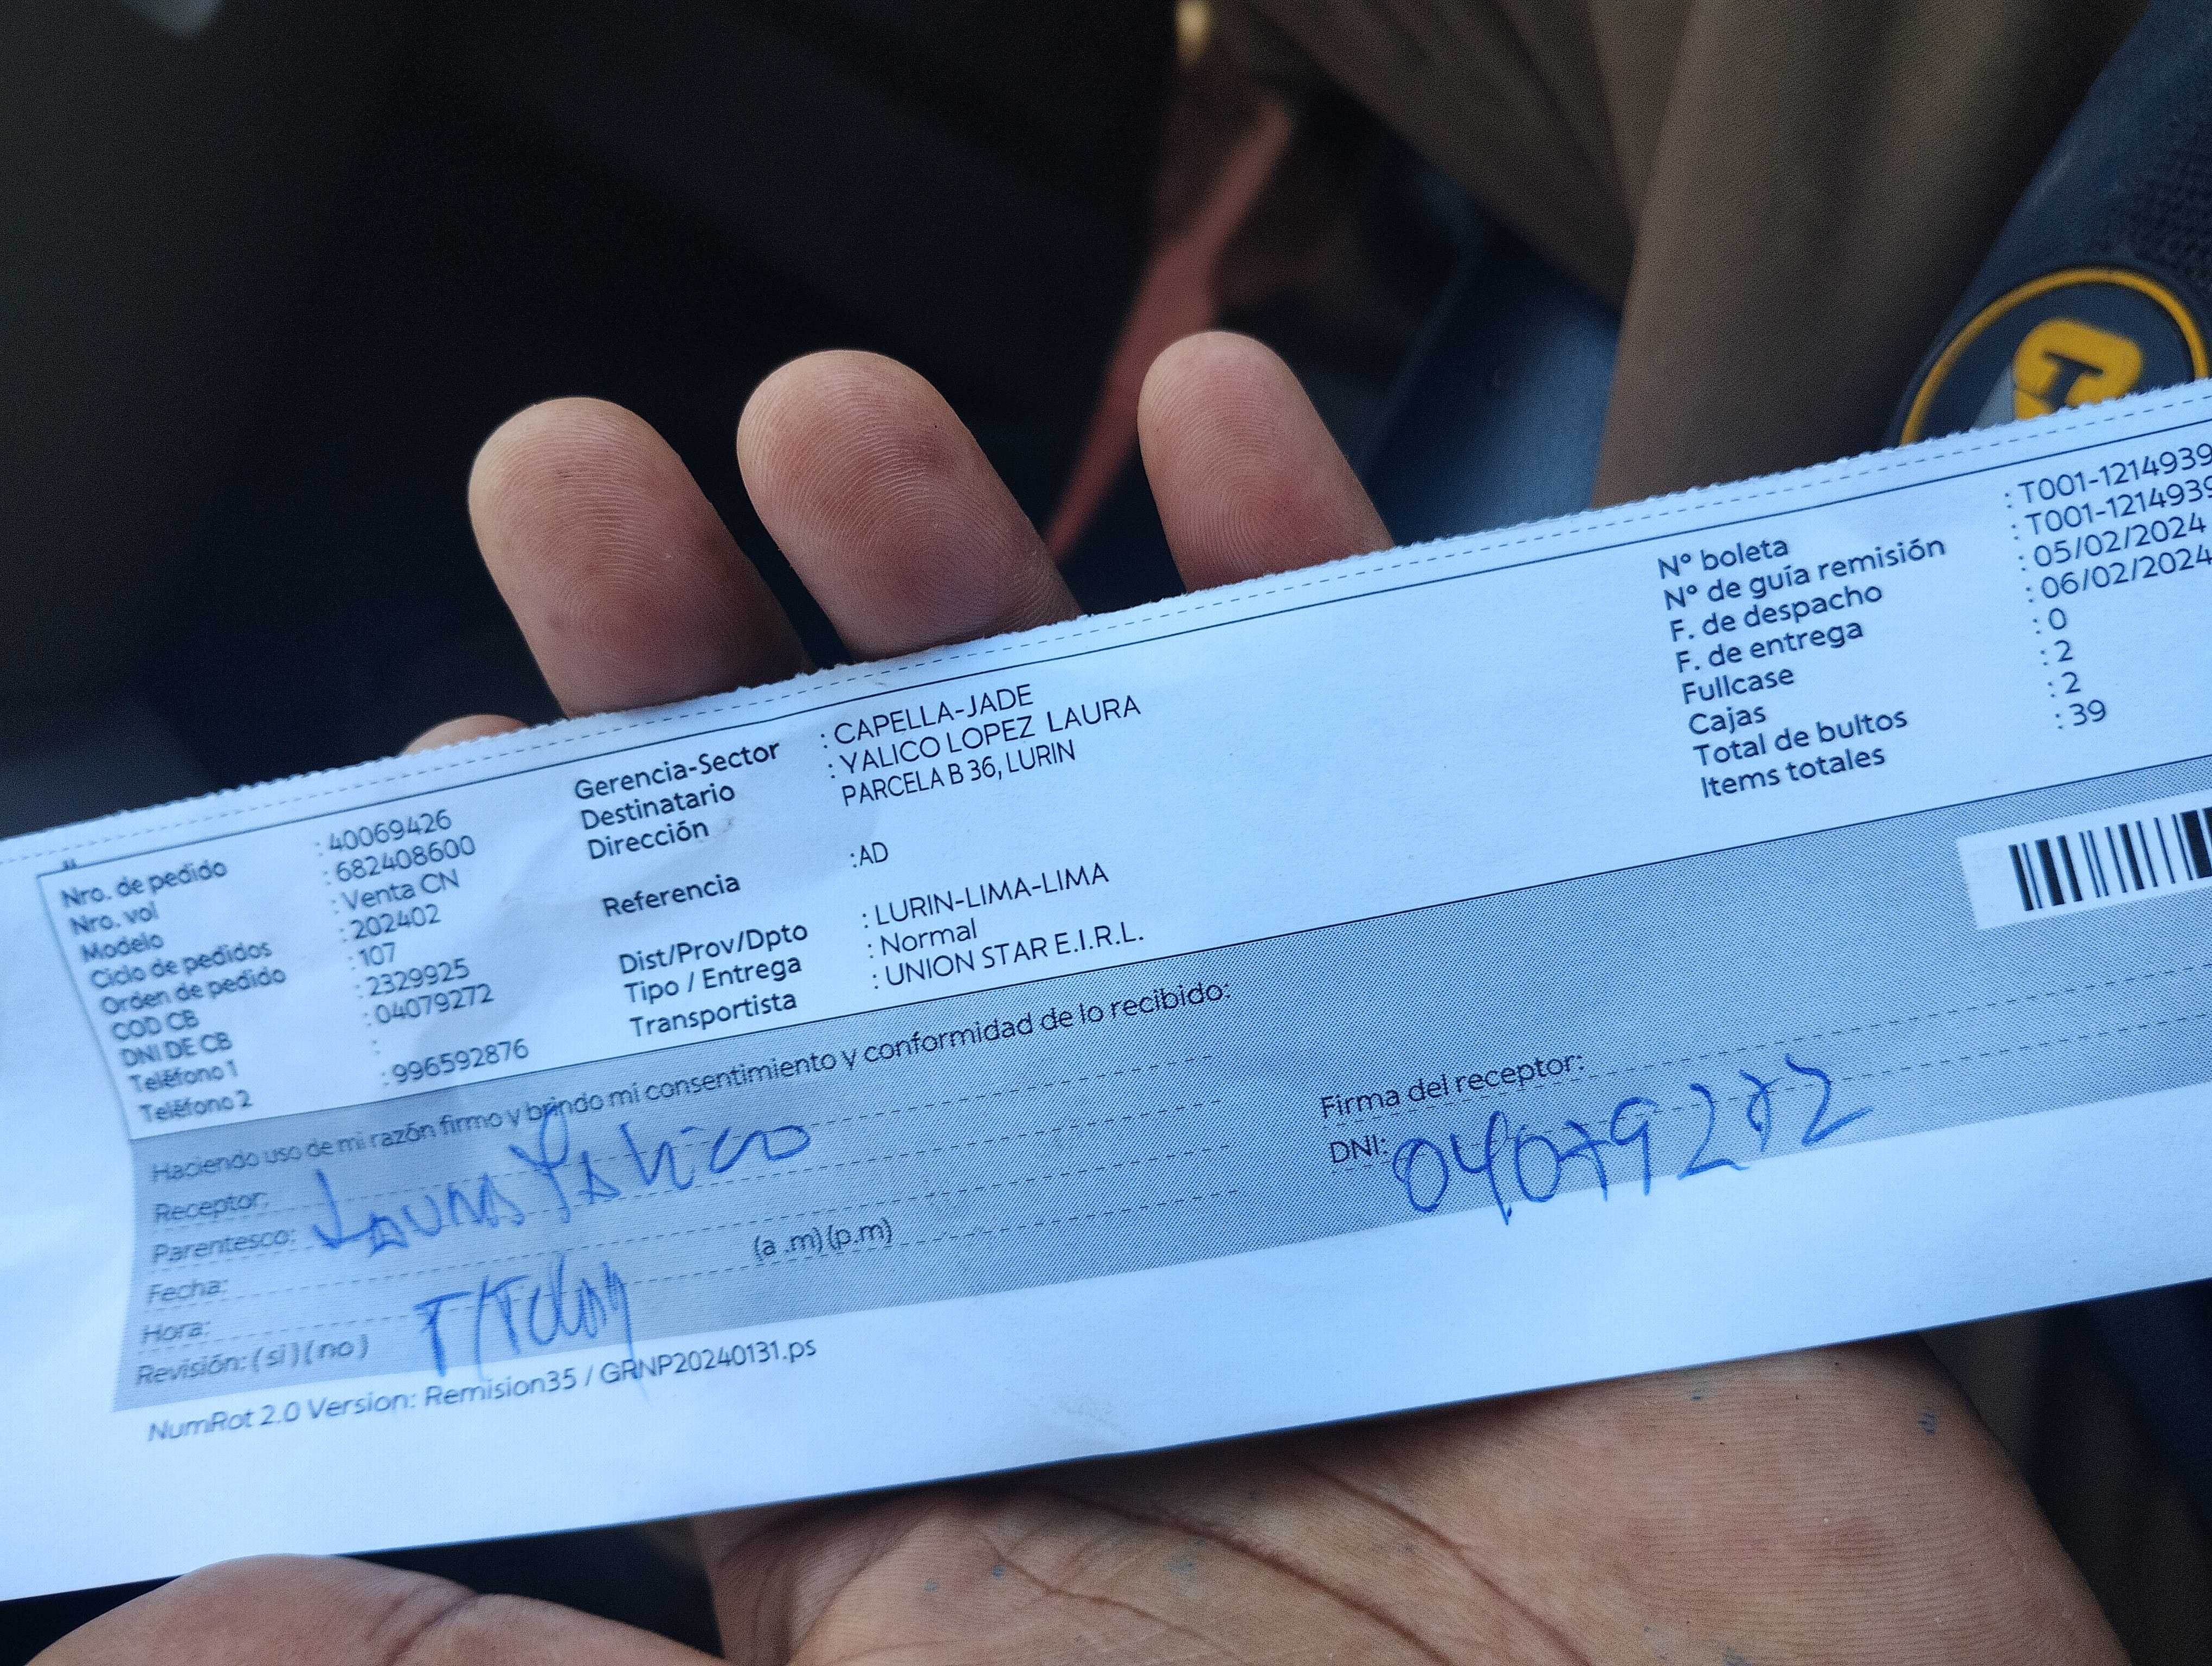 Nro. de pedido : 40069426
Nro. vol : 682408600
Modelo : Venta CN
Ciclo de pedidos : 202402
Orden de pedido : 107
COD CB : 2329925
DNI DE CB : 04079272
Teléfono 1 :
Teléfono 2 : 996592876
Gerencia-Sector : CAPELLA-JADE
Destinatario : YALICO LOPEZ LAURA
Dirección PARCELA B 36, LURIN
Referencia :AD
Dist/Prov/Dpto : LURIN-LIMA-LIMA
Tipo / Entrega : Normal
Transportista : UNION STAR E.I.R.L.
N° boleta : T001-1214939
N° de guía remisión : T001-1214939
F. de despacho : 05/02/2024
F. de entrega : 06/02/2024
Fullcase : 0
Cajas : 2
Total de bultos : 2
Items totales : 39
Haciendo uso de mi razón firmo y brindo mi consentimiento y conformidad de lo recibido:
Receptor: Laura Yalico
Parentesco:
Fecha:
Hora: (a .m) (p.m)
Revisión: ( si ) ( no )
Firma del receptor:
DNI: 04079272
NumRot 2.0 Version: Remision35 / GRNP20240131.ps